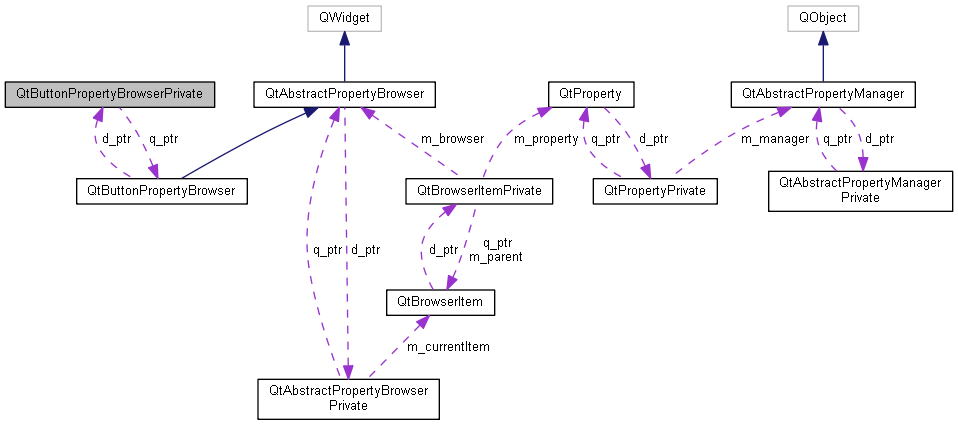 QWidget
QObject
QtButtonPropertyBrowserPrivate
QtAbstractPropertyBrowser
QtProperty
QtAbstractPropertyManager
d_ptr
q_ptr
m_browser
m_property
q_ptr
d_ptr
m_manager
q_ptr
d_ptr
QtButtonPropertyBrowser
QtBrowserItemPrivate
QtPropertyPrivate
QtAbstractPropertyManager
Private
q_ptr
d_ptr
d_ptr
q_ptr
m_parent
QtBrowserItem
m_currentItem
QtAbstractPropertyBrowser
Private